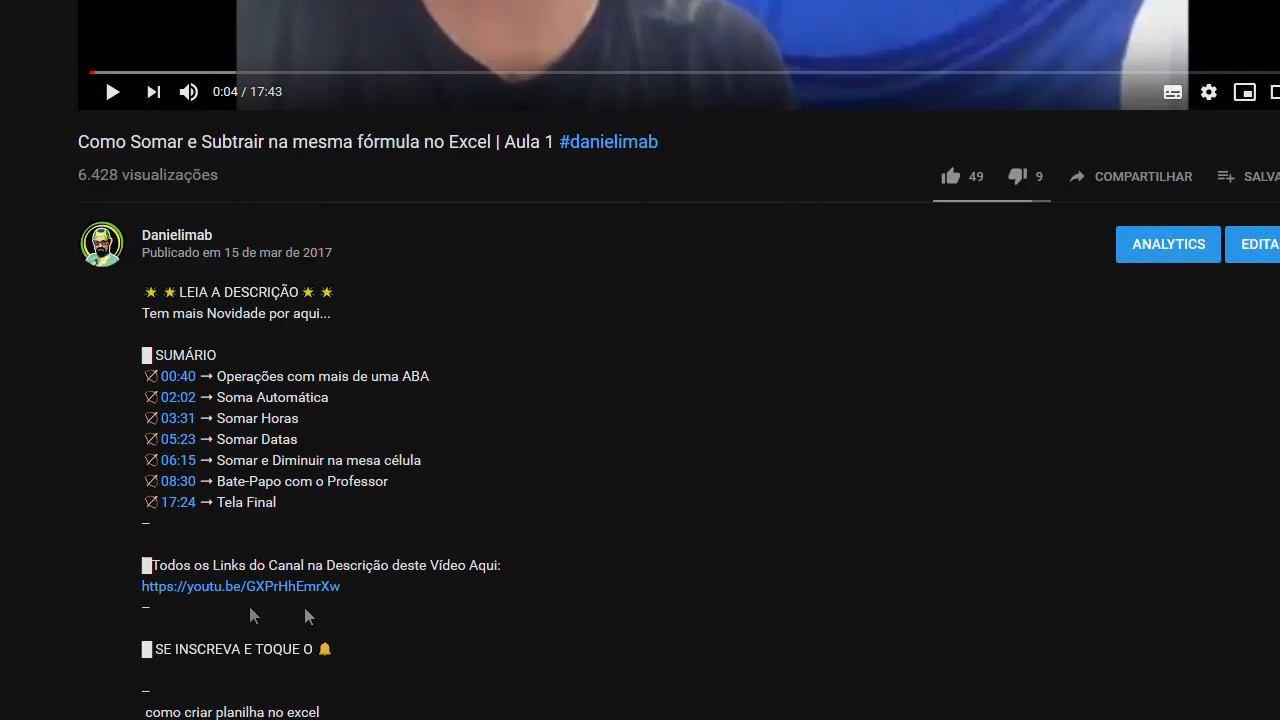 0:04 / 17:43
Como Somar e Subtrair na mesma fórmula no Excel | Aula 1 #danielimab
6.428 visualizações
49
9
COMPARTILHAR
SALVA
Danielimab
Publicado em 15 de mar de 2017
ANALYTICS
EDITA
LEIA A DESCRIÇÃO
Tem mais Novidade por aqui...
SUMÁRIO
00:40 → Operações com mais de uma ABA
02:02 → Soma Automática
03:31 → Somar Horas
05:23 → Somar Datas
06:15 → Somar e Diminuir na mesa célula
08:30 → Bate-Papo com o Professor
17:24 → Tela Final
–
Todos os Links do Canal na Descrição deste Vídeo Aqui:
https://youtu.be/GXPrHhEmrXw
–
SE INSCREVA E TOQUE O 🔔
–
como criar planilha no excel